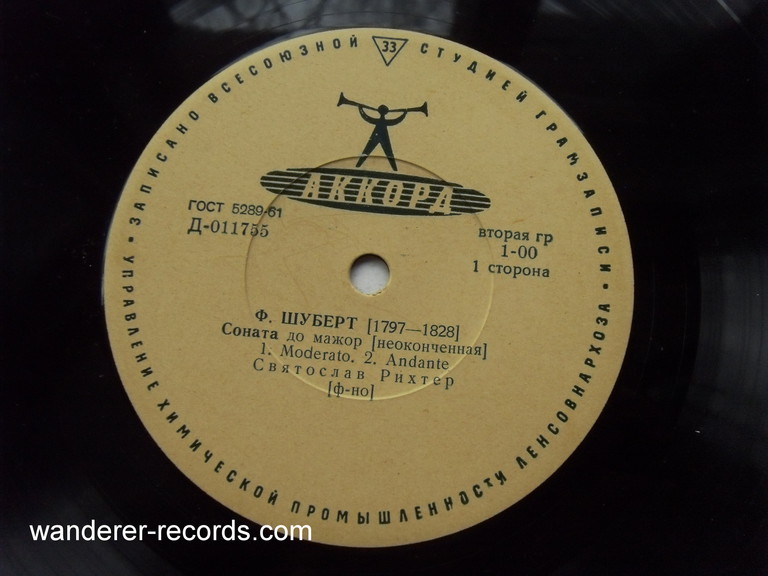 ЗАПИСАНО ВСЕСОЮЗНОЙ 33 СТУДИЕЙ ГРАМЗАПИСИ
АККОРД
ГОСТ 5289-61
Д-011755
вторая гр
1-00
1 сторона
Ф. ШУБЕРТ [1797—1828]
Соната до мажор [неоконченная]
1. Moderato. 2. Andante
Святослав Рихтер
[ф-но]
• УПРАВЛЕНИЕ ХИМИЧЕСКОЙ ПРОМЫШЛЕННОСТИ ЛЕНСОВНАРХОЗА •
wanderer-records.com